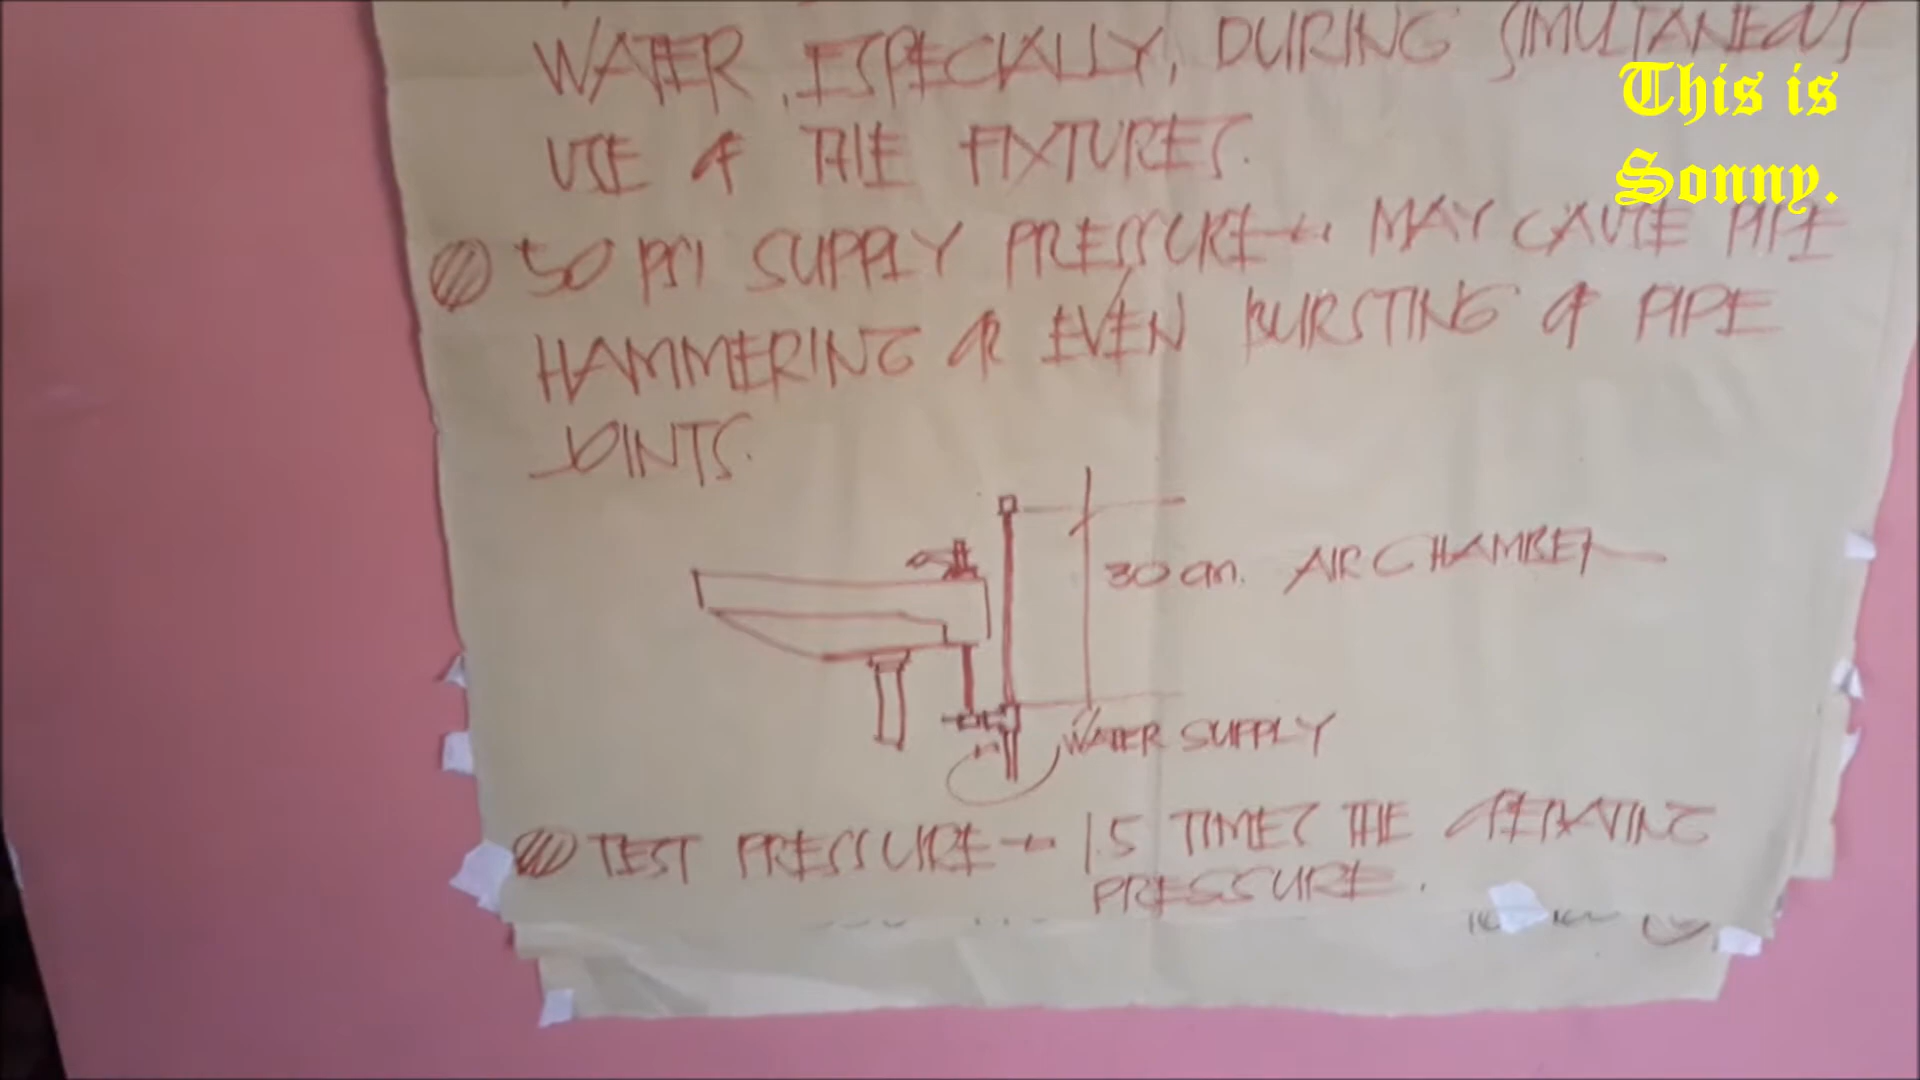 WATER, ESPECIALLY, DURING SIMULTANEOUS
USE OF THE FIXTURES.
50 PSI SUPPLY PRESSURE - MAY CAUSE PIPE
HAMMERING OR EVEN BURSTING OF PIPE
JOINTS.
30 cm. AIR CHAMBER
WATER SUPPLY
TEST PRESSURE - 1.5 TIMES THE OPERATING
PRESSURE.
This is
Sonny.